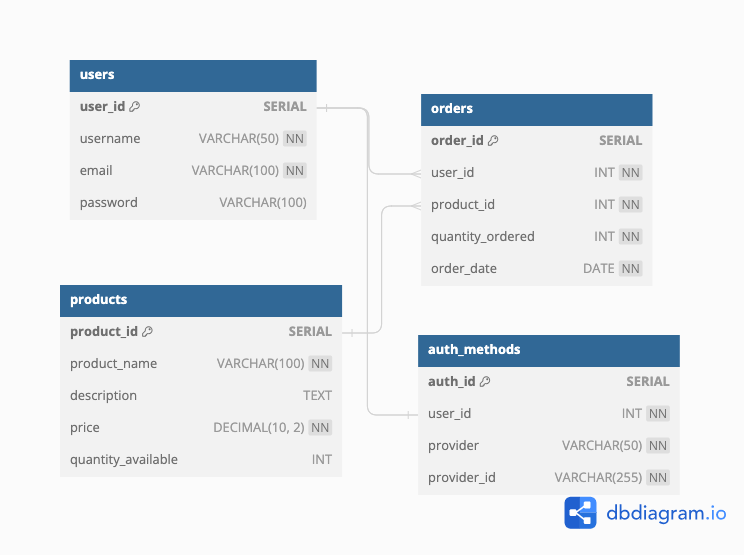 users
user_id SERIAL
username VARCHAR(50) NN
email VARCHAR(100) NN
password VARCHAR(100)
orders
order_id SERIAL
user_id INT NN
product_id INT NN
quantity_ordered INT NN
order_date DATE NN
products
product_id SERIAL
product_name VARCHAR(100) NN
description TEXT
price DECIMAL(10, 2) NN
quantity_available INT
auth_methods
auth_id SERIAL
user_id INT NN
provider VARCHAR(50) NN
provider_id VARCHAR(255) NN
dbdiagram.io